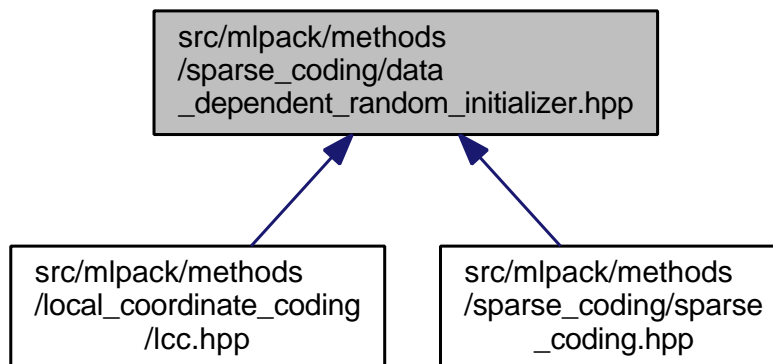 src/mlpack/methods
/sparse_coding/data
_dependent_random_initializer.hpp
src/mlpack/methods
/local_coordinate_coding
/lcc.hpp
src/mlpack/methods
/sparse_coding/sparse
_coding.hpp